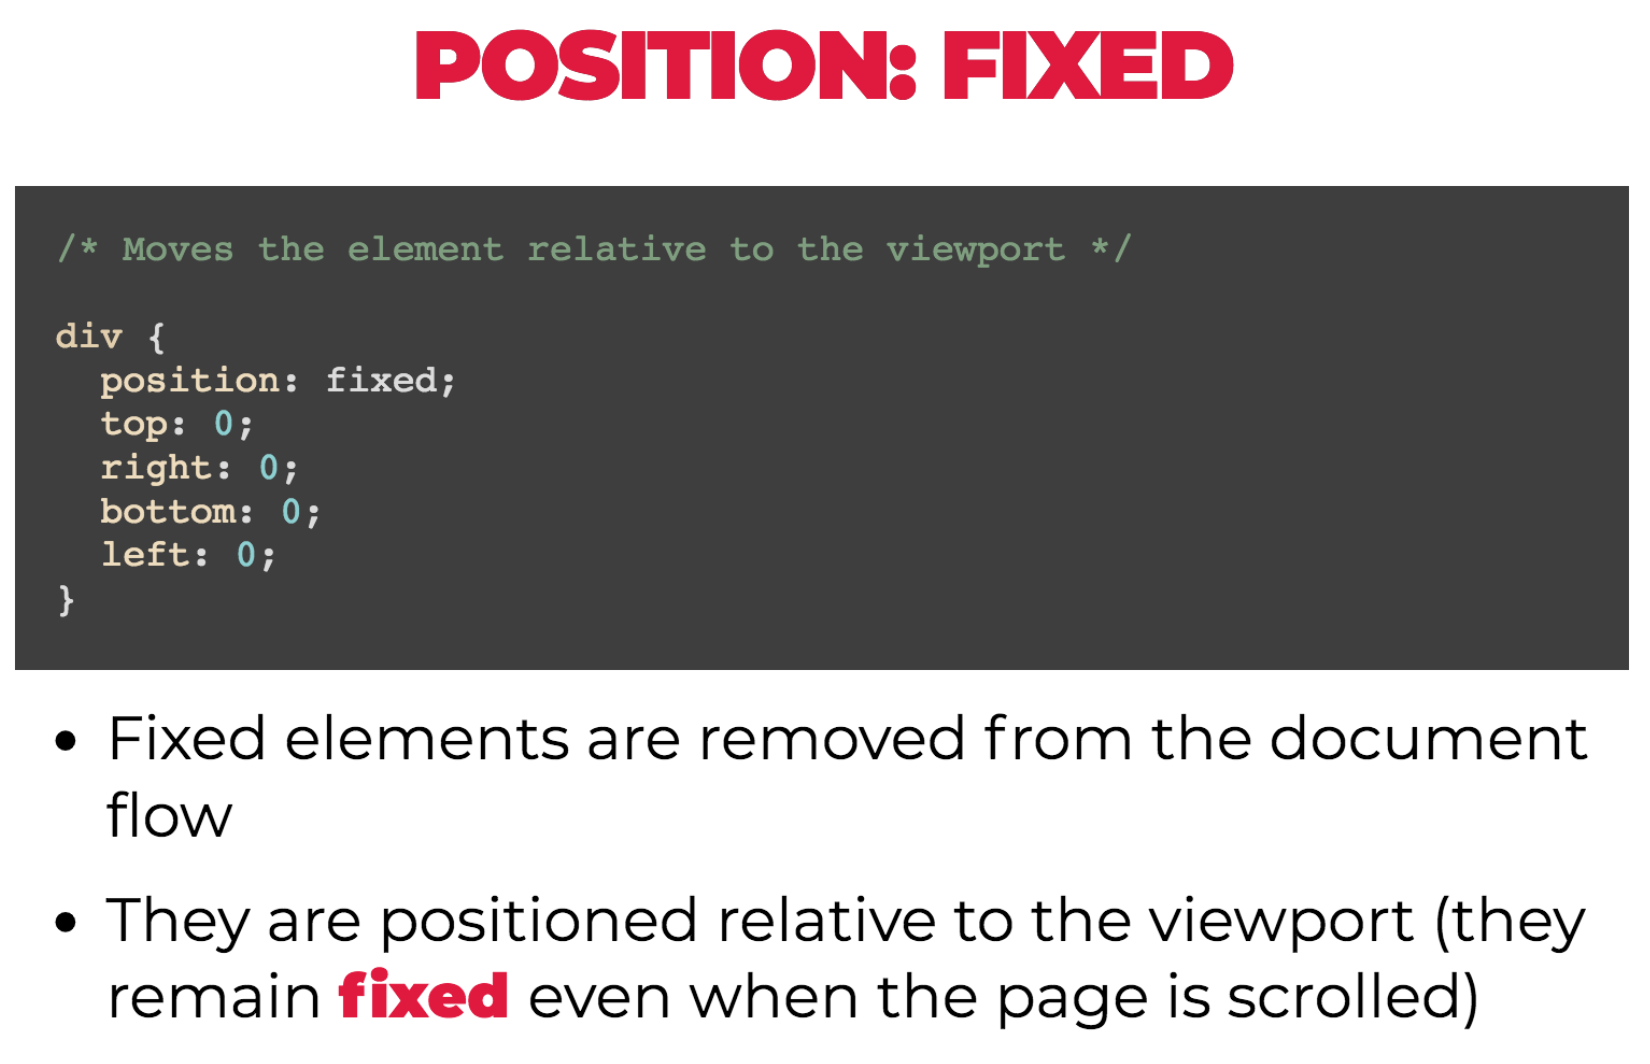 POSITION: FIXED
/* Moves the element relative to the viewport */
div {
  position: fixed;
  top: 0;
  right: 0;
  bottom: 0;
  left: 0;
}
• Fixed elements are removed from the document
flow
• They are positioned relative to the viewport (they
remain fixed even when the page is scrolled)